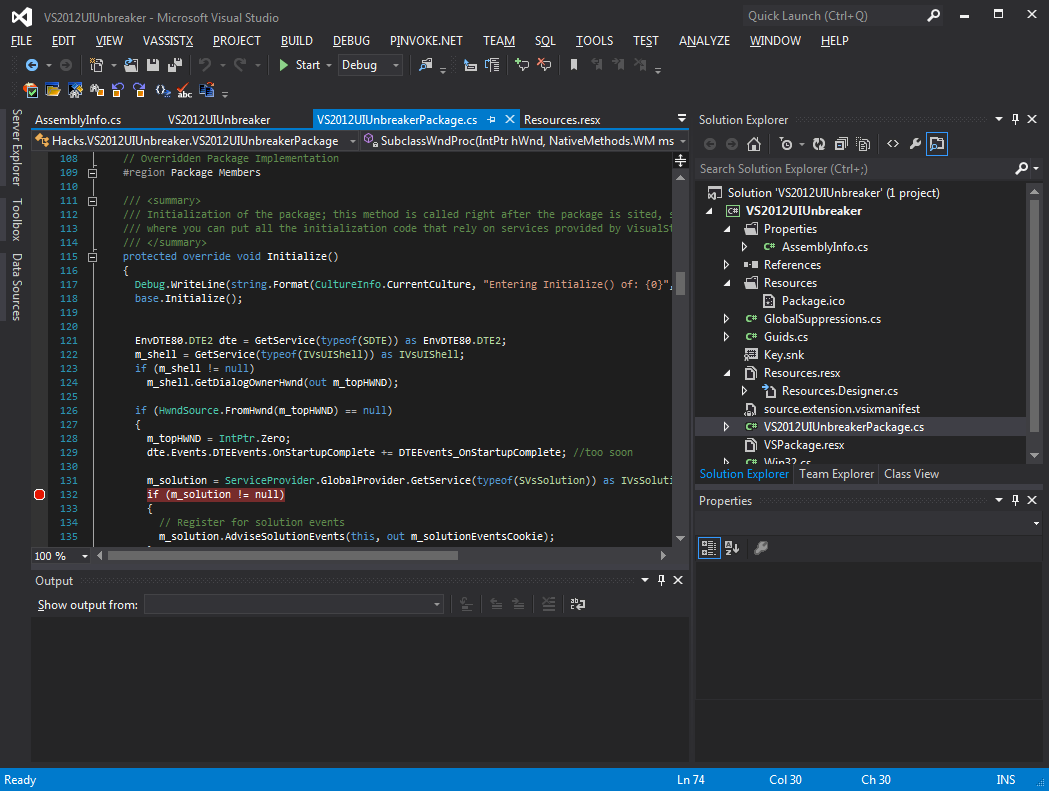 VS2012UIUnbreaker - Microsoft Visual Studio
Quick Launch (Ctrl+Q)
FILE EDIT VIEW VASSISTX PROJECT BUILD DEBUG PINVOKE.NET TEAM SQL TOOLS TEST ANALYZE WINDOW HELP
Start Debug
abc
Server Explorer
Toolbox
Data Sources
AssemblyInfo.cs VS2012UIUnbreaker VS2012UIUnbreakerPackage.cs Resources.resx
Hacks.VS2012UIUnbreaker.VS2012UIUnbreakerPackage SubclassWndProc(IntPtr hWnd, NativeMethods.WM ms
108 // Overridden Package Implementation
109 #region Package Members
110
111 /// <summary>
112 /// Initialization of the package; this method is called right after the package is sited, s
113 /// where you can put all the initialization code that rely on services provided by VisualSt
114 /// </summary>
115 protected override void Initialize()
116 {
117 Debug.WriteLine(string.Format(CultureInfo.CurrentCulture, "Entering Initialize() of: {0}",
118 base.Initialize();
119
120
121 EnvDTE80.DTE2 dte = GetService(typeof(SDTE)) as EnvDTE80.DTE2;
122 m_shell = GetService(typeof(IVsUIShell)) as IVsUIShell;
123 if (m_shell != null)
124 m_shell.GetDialogOwnerHwnd(out m_topHWND);
125
126 if (HwndSource.FromHwnd(m_topHWND) == null)
127 {
128 m_topHWND = IntPtr.Zero;
129 dte.Events.DTEEvents.OnStartupComplete += DTEEvents_OnStartupComplete; //too soon
130
131 m_solution = ServiceProvider.GlobalProvider.GetService(typeof(SVsSolution)) as IVsSoluti
132 if (m_solution != null)
133 {
134 // Register for solution events
135 m_solution.AdviseSolutionEvents(this, out m_solutionEventsCookie);
100 %
Output
Show output from:
Solution Explorer
Search Solution Explorer (Ctrl+;)
Solution 'VS2012UIUnbreaker' (1 project)
C# VS2012UIUnbreaker
Properties
C# AssemblyInfo.cs
References
Resources
Package.ico
C# GlobalSuppressions.cs
C# Guids.cs
Key.snk
Resources.resx
Resources.Designer.cs
source.extension.vsixmanifest
C# VS2012UIUnbreakerPackage.cs
VSPackage.resx
C# Win32.cs
Solution Explorer Team Explorer Class View
Properties
Ready Ln 74 Col 30 Ch 30 INS